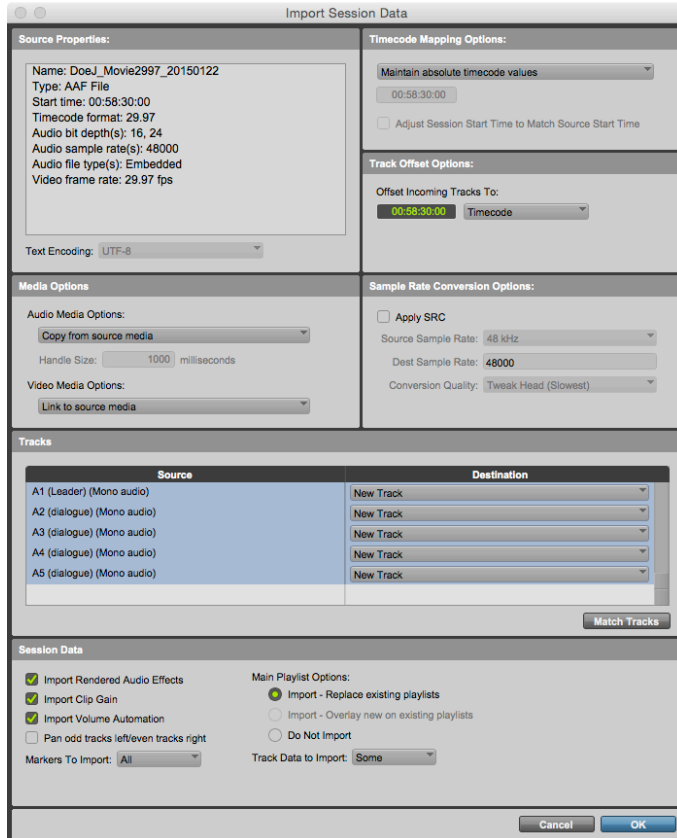 Import Session Data
Source Properties:
Name: DoeJ_Movie2997_20150122
Type: AAF File
Start time: 00:58:30:00
Timecode format: 29.97
Audio bit depth(s): 16, 24
Audio sample rate(s): 48000
Audio file type(s): Embedded
Video frame rate: 29.97 fps
Text Encoding: UTF-8
Timecode Mapping Options:
Maintain absolute timecode values
00:58:30:00
Adjust Session Start Time to Match Source Start Time
Track Offset Options:
Offset Incoming Tracks To:
00:58:30:00 Timecode
Media Options
Audio Media Options:
Copy from source media
Handle Size: 1000 milliseconds
Video Media Options:
Link to source media
Sample Rate Conversion Options:
Apply SRC
Source Sample Rate: 48 kHz
Dest Sample Rate: 48000
Conversion Quality: Tweak Head (Slowest)
Tracks
Source Destination
A1 (Leader) (Mono audio) New Track
A2 (dialogue) (Mono audio) New Track
A3 (dialogue) (Mono audio) New Track
A4 (dialogue) (Mono audio) New Track
A5 (dialogue) (Mono audio) New Track
Match Tracks
Session Data
Import Rendered Audio Effects
Import Clip Gain
Import Volume Automation
Pan odd tracks left/even tracks right
Markers To Import: All
Main Playlist Options:
Import - Replace existing playlists
Import - Overlay new on existing playlists
Do Not Import
Track Data to Import: Some
Cancel OK